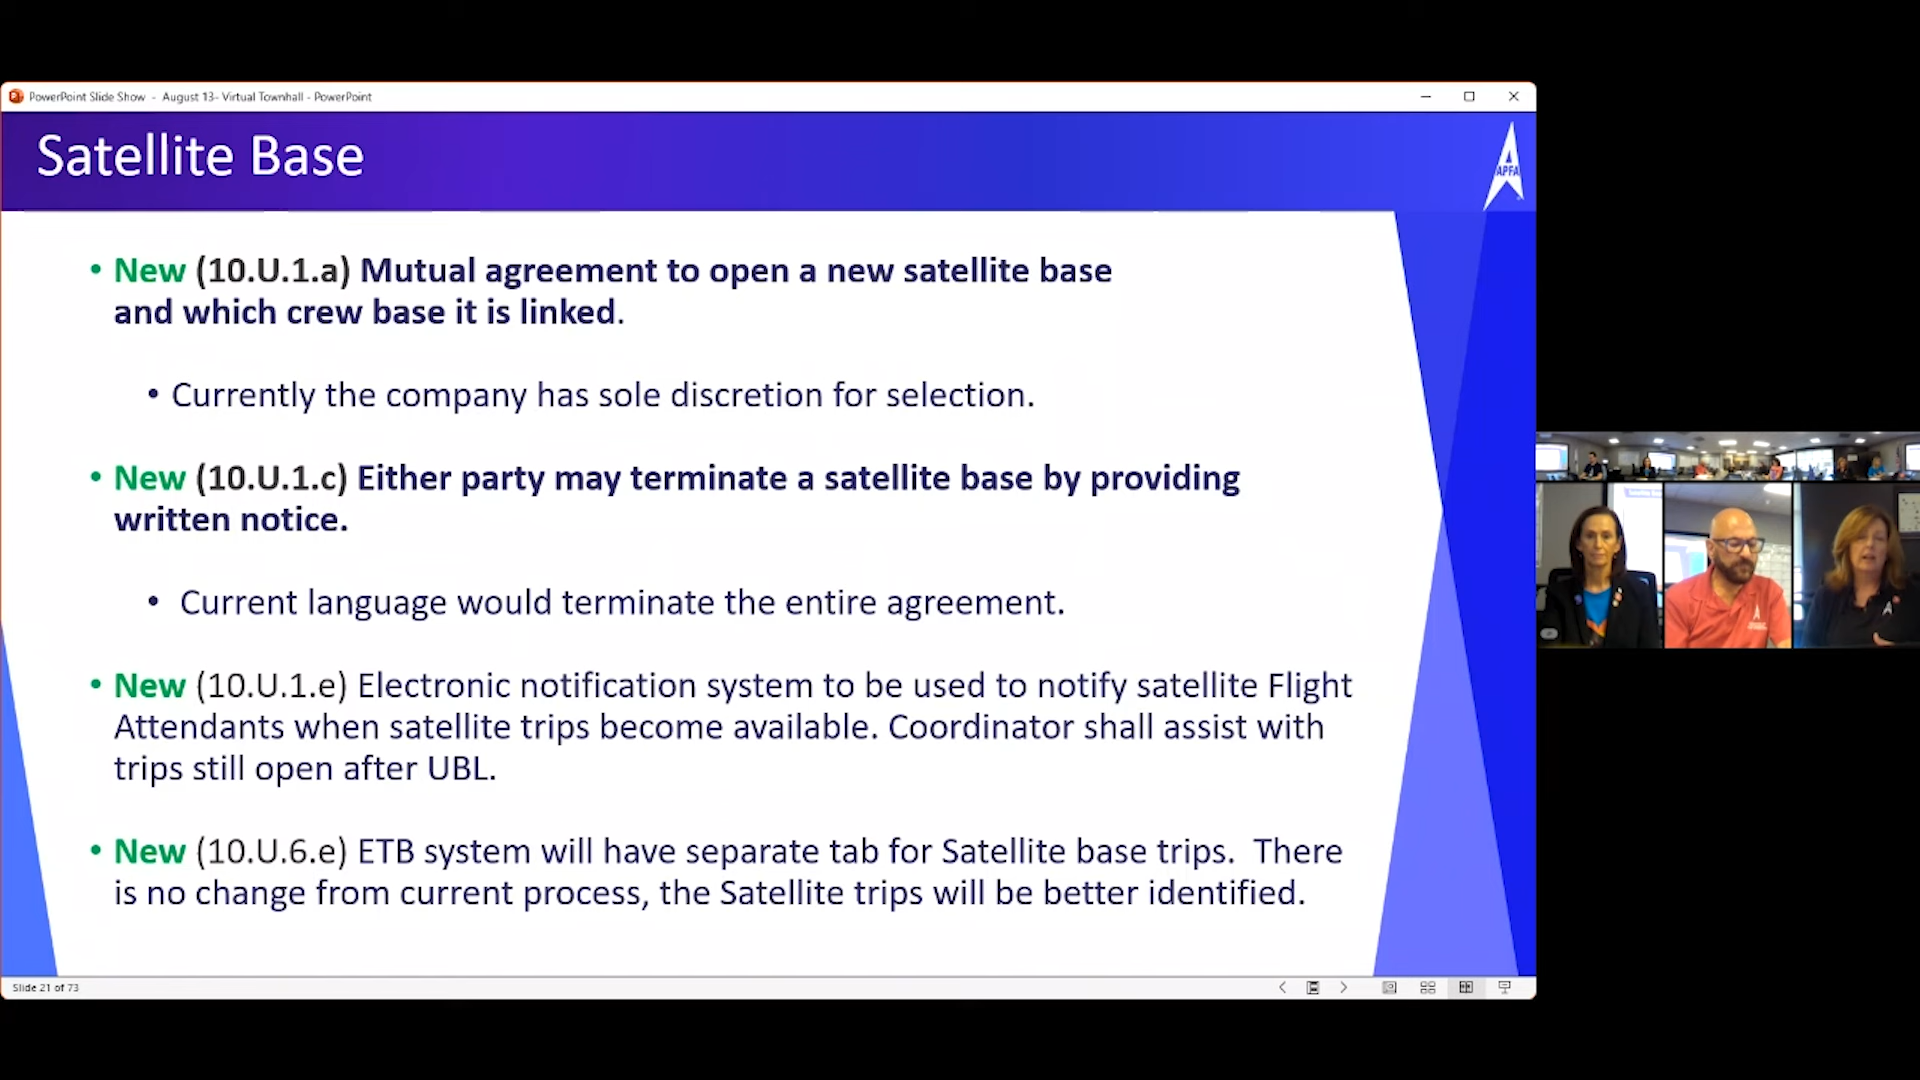 PowerPoint Slide Show - August 13- Virtual Townhall - PowerPoint
Satellite Base
APFA
• New (10.U.1.a) Mutual agreement to open a new satellite base
and which crew base it is linked.
• Currently the company has sole discretion for selection.
• New (10.U.1.c) Either party may terminate a satellite base by providing
written notice.
• Current language would terminate the entire agreement.
• New (10.U.1.e) Electronic notification system to be used to notify satellite Flight
Attendants when satellite trips become available. Coordinator shall assist with
trips still open after UBL.
• New (10.U.6.e) ETB system will have separate tab for Satellite base trips.  There
is no change from current process, the Satellite trips will be better identified.
Slide 21 of 73